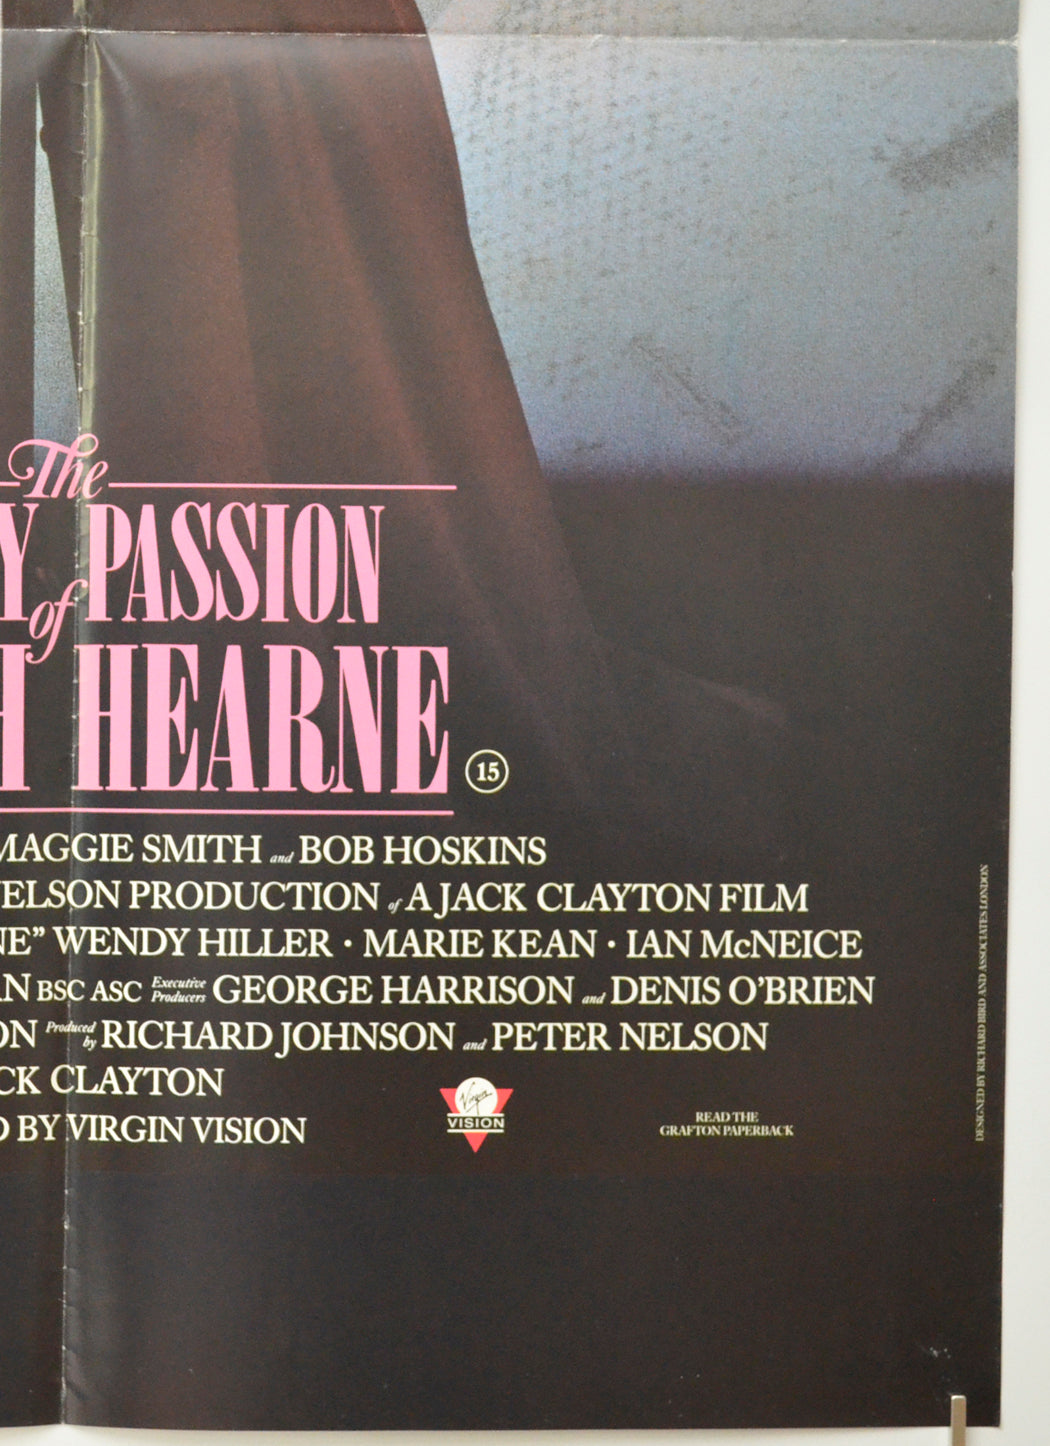 The
Y of PASSION
H HEARNE
15
MAGGIE SMITH and BOB HOSKINS
ELSON PRODUCTION of A JACK CLAYTON FILM
NE” WENDY HILLER · MARIE KEAN · IAN McNEICE
AN BSC ASC Executive Producers GEORGE HARRISON and DENIS O’BRIEN
ON Produced by RICHARD JOHNSON and PETER NELSON
CK CLAYTON
D BY VIRGIN VISION
Virgin
VISION
READ THE
GRAFTON PAPERBACK
DESIGNED BY RICHARD BIRD AND ASSOCIATES LONDON